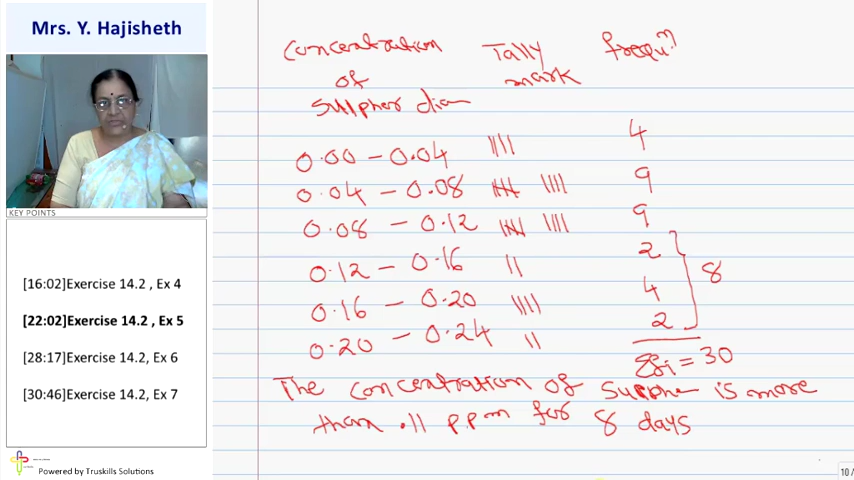 Mrs. Y. Hajisheth
KEY POINTS
[16:02]Exercise 14.2 , Ex 4
[22:02]Exercise 14.2 , Ex 5
[28:17]Exercise 14.2, Ex 6
[30:46]Exercise 14.2, Ex 7
Powered by Truskills Solutions
Concentration Tally
of mark
Sullpher
0.00 – 0.04 |||| 4
0.04 – 0.08 |||| |||| 9
0.08 – 0.12 |||| |||| 9
0.12 – 0.16 || 2
0.16 – 0.20 |||| 4 8
0.20 – 0.24 || 2
Σfi = 30
The concentration of is more
than .11 ppm for 8 days
10/